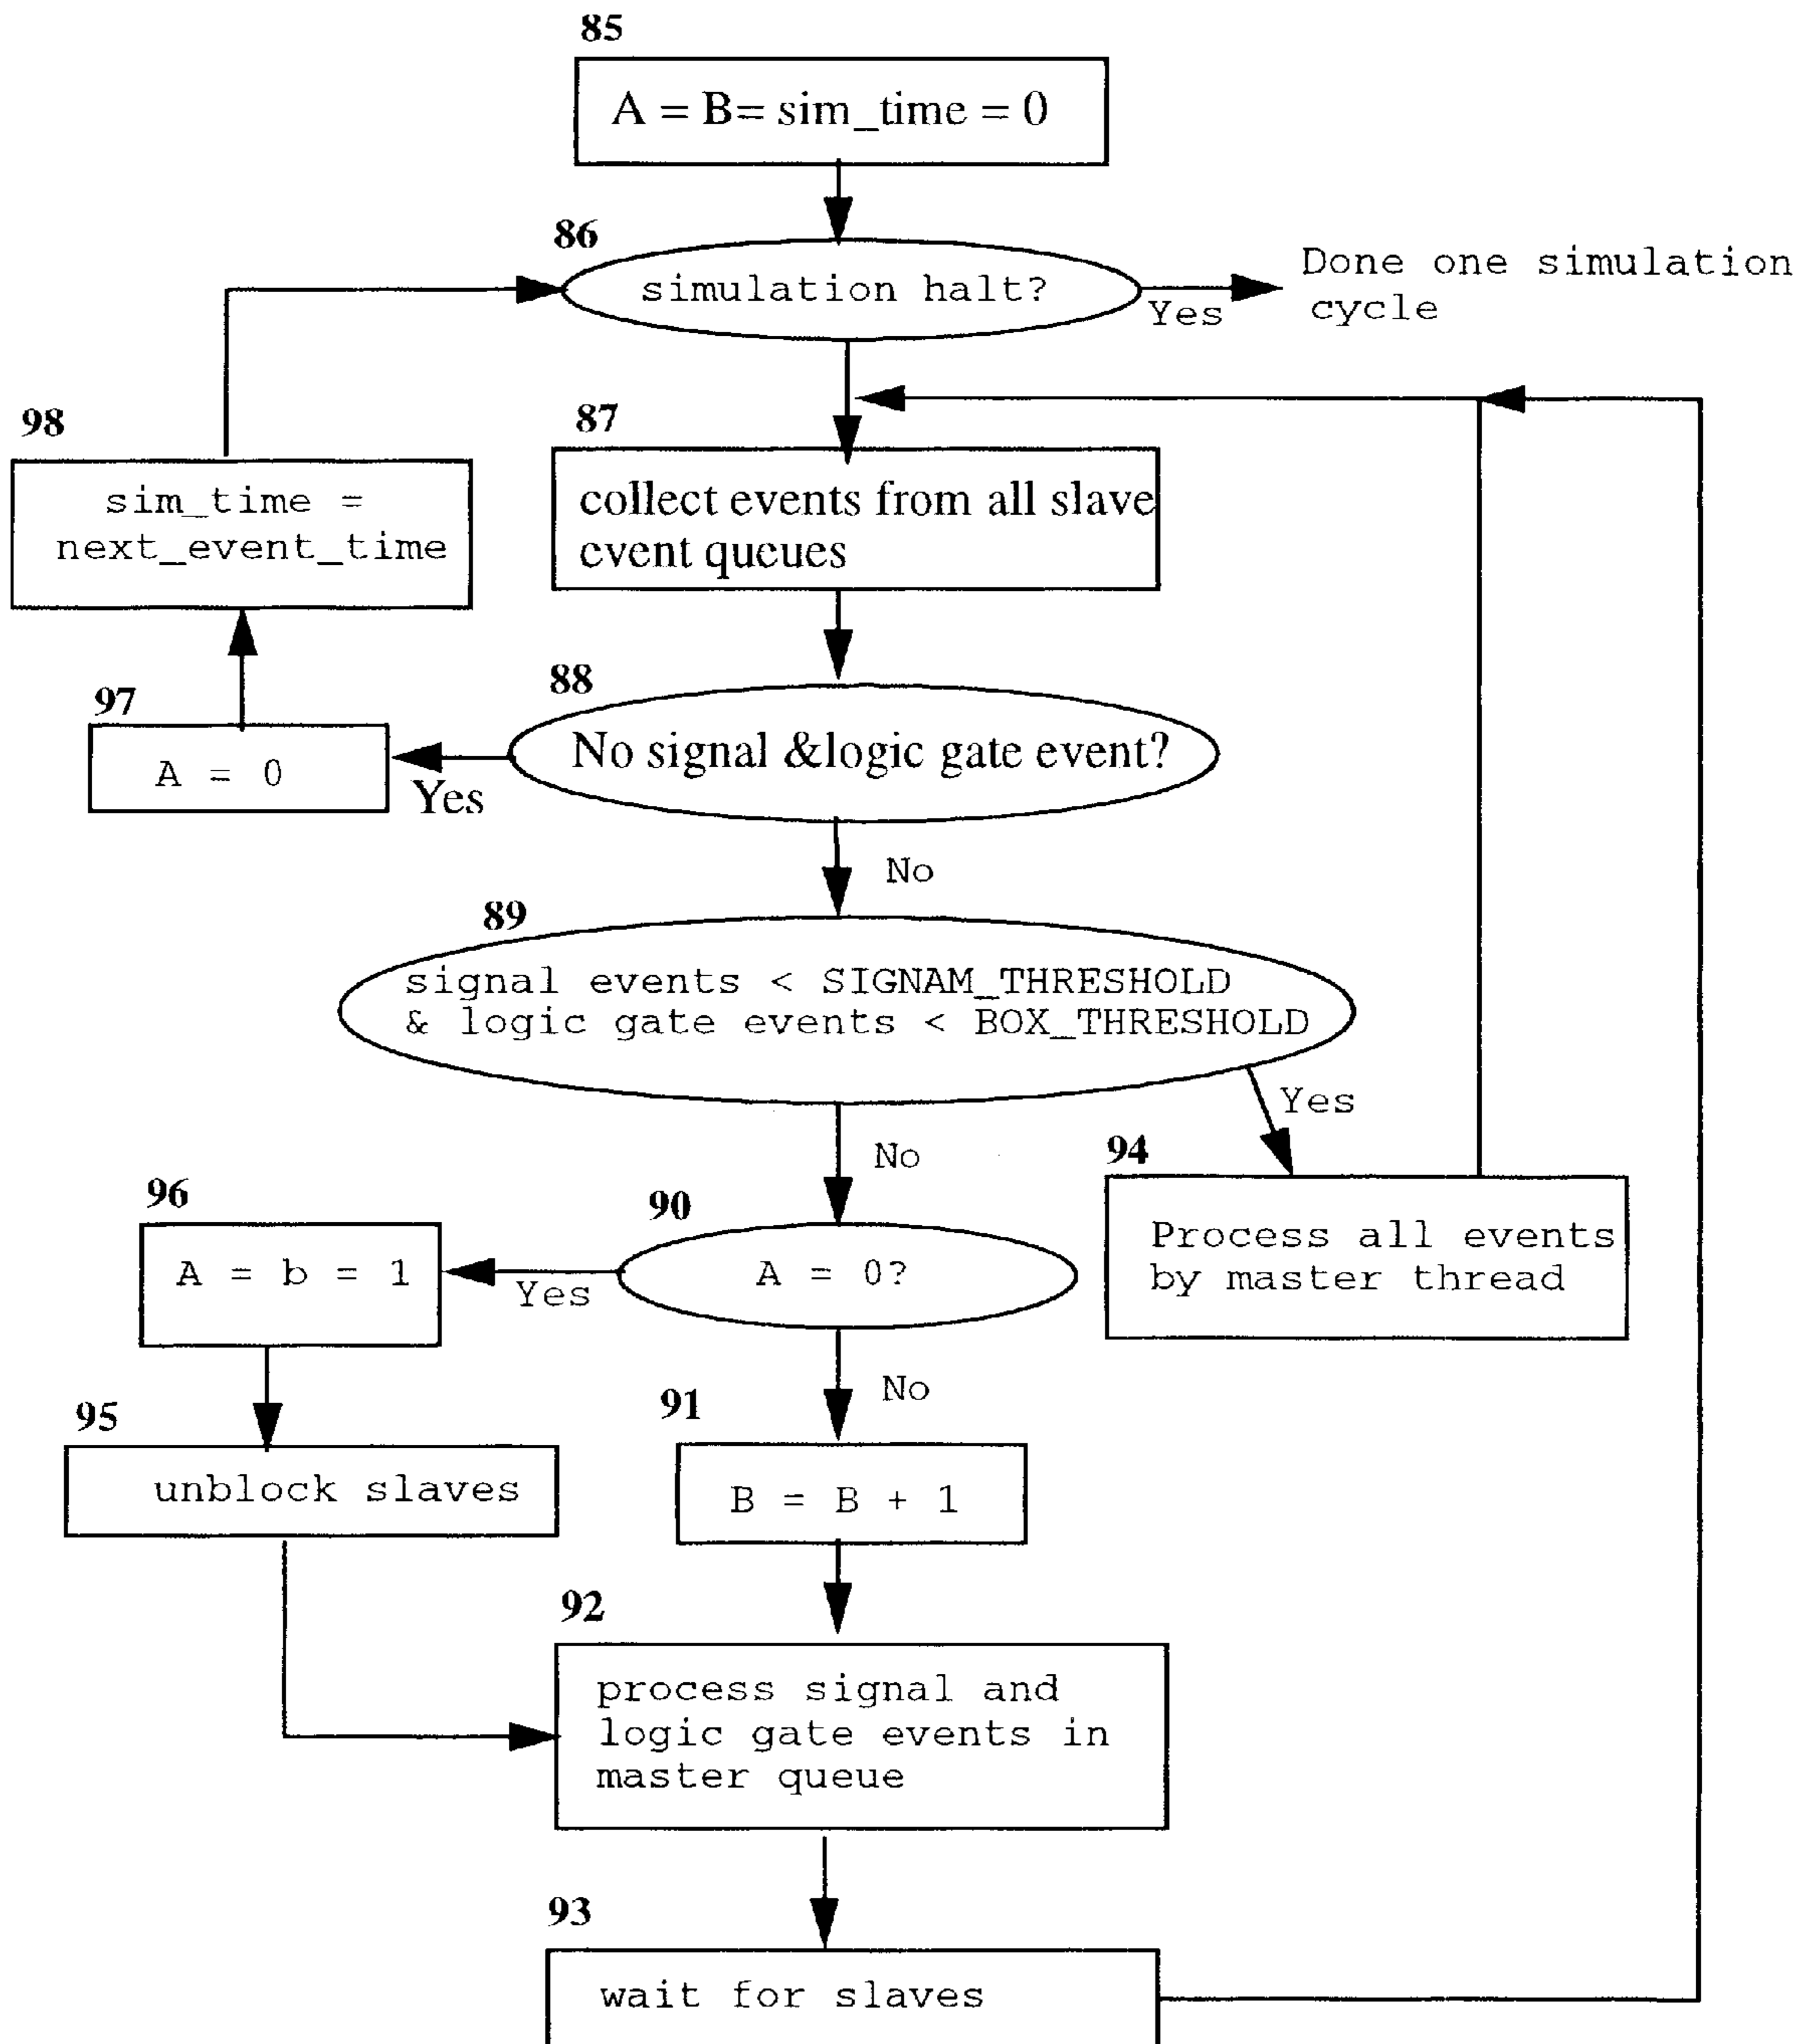 85
A = B= sim_time = 0
86
simulation halt?
Yes
Done one simulation
cycle
98
sim_time =
next_event_time
87
collect events from all slave
event queues
97
A = 0
88
No signal &logic gate event?
Yes
No
89
signal events < SIGNAM_THRESHOLD
& logic gate events < BOX_THRESHOLD
Yes
No
94
Process all events
by master thread
96
A = b = 1
90
A = 0?
Yes
No
95
unblock slaves
91
B = B + 1
92
process signal and
logic gate events in
master queue
93
wait for slaves